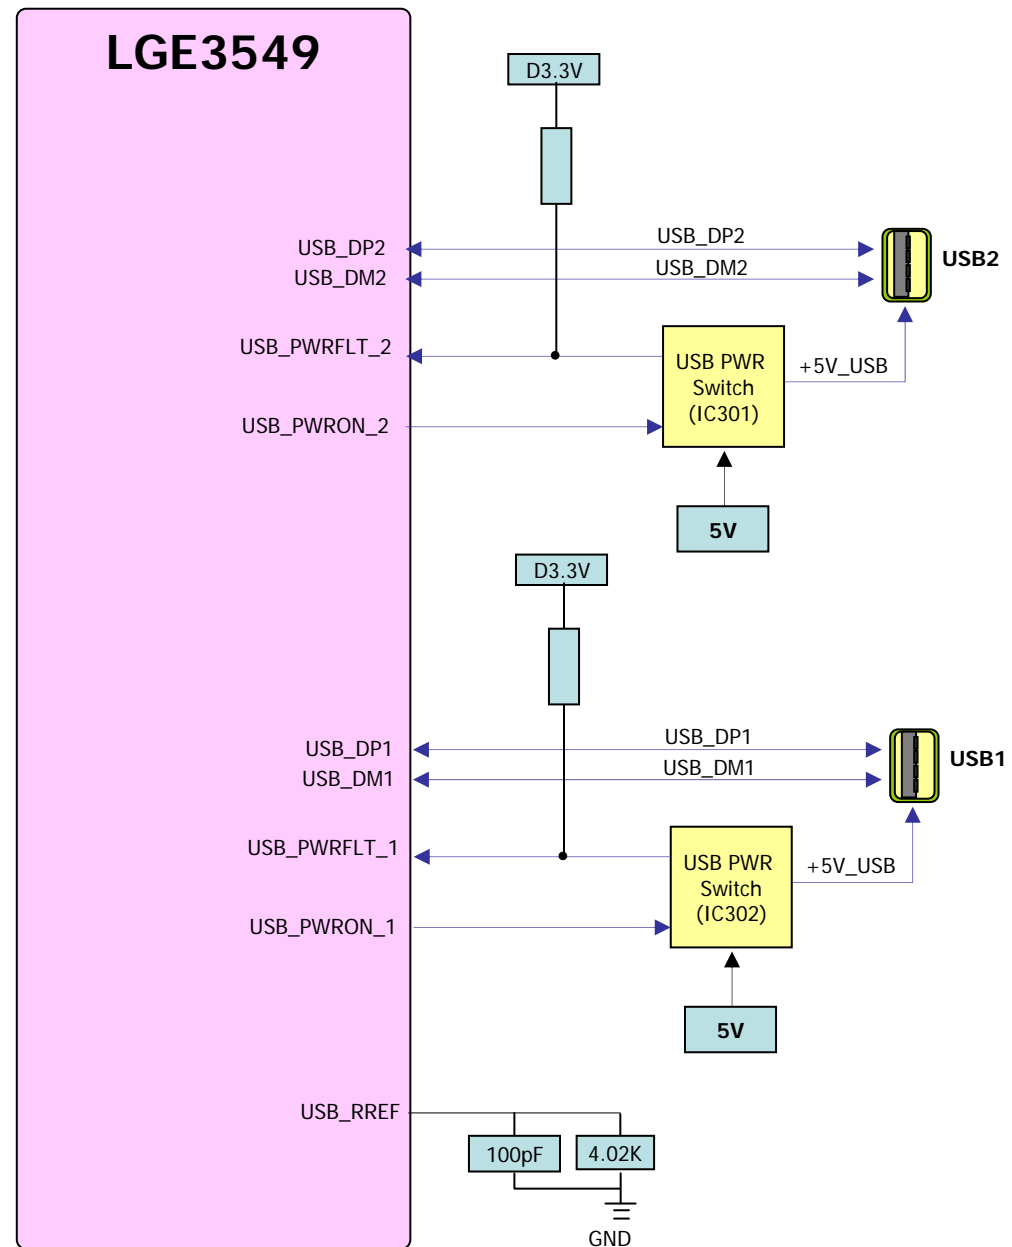 LGE3549
D3.3V
USB_DP2
USB_DP2
USB_DM2
USB_DM2
USB2
USB_PWRFLT_2
USB PWR
Switch
(IC301)
+5V_USB
USB_PWRON_2
5V
D3.3V
USB_DP1
USB_DP1
USB_DM1
USB_DM1
USB1
USB_PWRFLT_1
USB PWR
Switch
(IC302)
+5V_USB
USB_PWRON_1
5V
USB_RREF
100pF
4.02K
GND